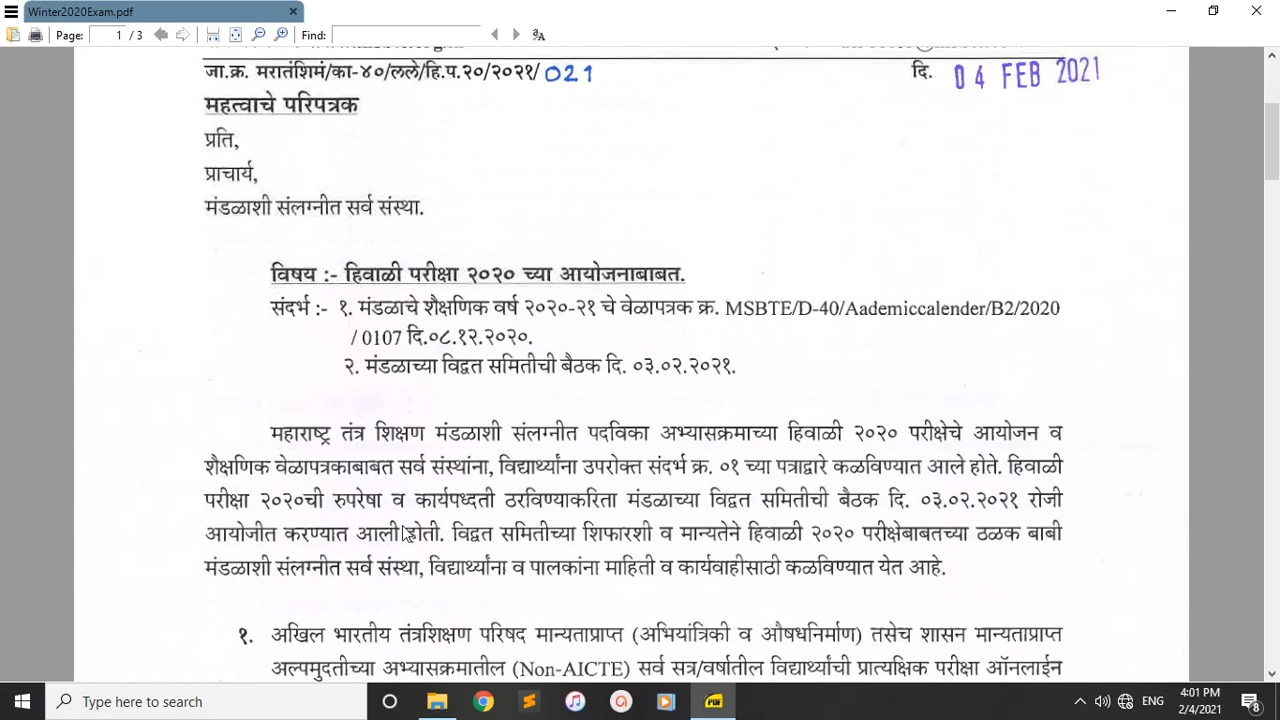 Winter2020Exam.pdf
Page: 1 / 3 Find:
जा.क्र. मरातंशिमं/का-४०/लले/हि.प.२०/२०२१/ 021 दि. 04 FEB 2021
महत्वाचे परिपत्रक
प्रति,
प्राचार्य,
मंडळाशी संलग्नीत सर्व संस्था.
विषय :- हिवाळी परीक्षा २०२० च्या आयोजनाबाबत.
संदर्भ :- १. मंडळाचे शैक्षणिक वर्ष २०२०-२१ चे वेळापत्रक क्र. MSBTE/D-40/Aademiccalender/B2/2020
/ 0107 दि.०८.१२.२०२०.
२. मंडळाच्या विद्वत समितीची बैठक दि. ०३.०२.२०२१.
महाराष्ट्र तंत्र शिक्षण मंडळाशी संलग्नीत पदविका अभ्यासक्रमाच्या हिवाळी २०२० परीक्षेचे आयोजन व
शैक्षणिक वेळापत्रकाबाबत सर्व संस्थांना, विद्यार्थ्यांना उपरोक्त संदर्भ क्र. ०१ च्या पत्राद्वारे कळविण्यात आले होते. हिवाळी
परीक्षा २०२०ची रुपरेषा व कार्यपध्दती ठरविण्याकरिता मंडळाच्या विद्वत समितीची बैठक दि. ०३.०२.२०२१ रोजी
आयोजीत करण्यात आली होती. विद्वत समितीच्या शिफारशी व मान्यतेने हिवाळी २०२० परीक्षेबाबतच्या ठळक बाबी
मंडळाशी संलग्नीत सर्व संस्था, विद्यार्थ्यांना व पालकांना माहिती व कार्यवाहीसाठी कळविण्यात येत आहे.
१. अखिल भारतीय तंत्रशिक्षण परिषद मान्यताप्राप्त (अभियांत्रिकी व औषधनिर्माण) तसेच शासन मान्यताप्राप्त
अल्पमुदतीच्या अभ्यासक्रमातील (Non-AICTE) सर्व सत्र/वर्षातील विद्यार्थ्यांची प्रात्यक्षिक परीक्षा ऑनलाईन
Type here to search
ENG
4:01 PM
2/4/2021
8